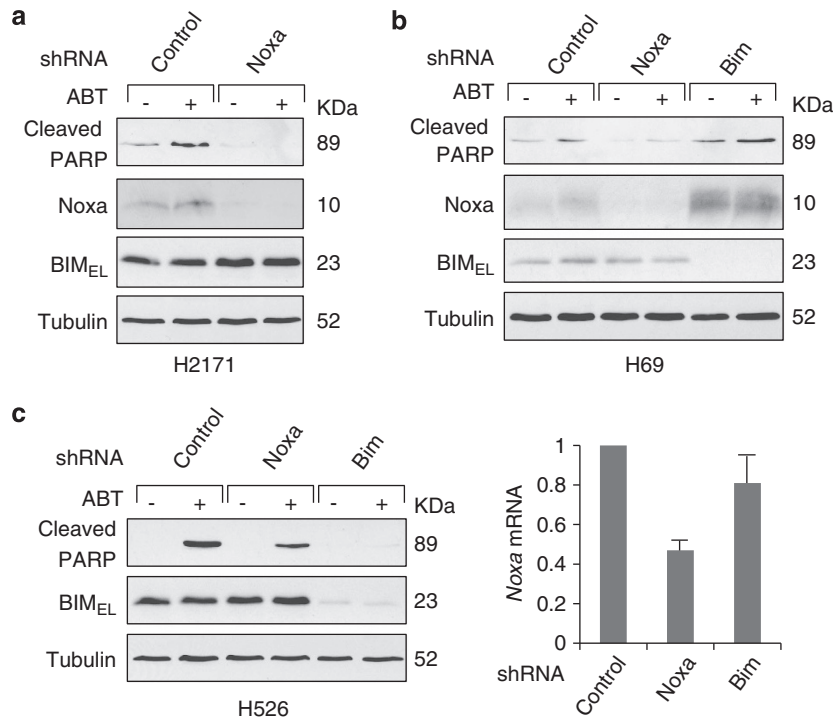 a
shRNA Control Noxa
ABT - + - + KDa
Cleaved PARP 89
Noxa 10
BIM_EL 23
Tubulin 52
H2171
b
shRNA Control Noxa Bim
ABT - + - + - + KDa
Cleaved PARP 89
Noxa 10
BIM_EL 23
Tubulin 52
H69
c
shRNA Control Noxa Bim
ABT - + - + - + KDa
Cleaved PARP 89
BIM_EL 23
Tubulin 52
H526
Noxa mRNA
1
0.8
0.6
0.4
0.2
0
shRNA Control Noxa Bim